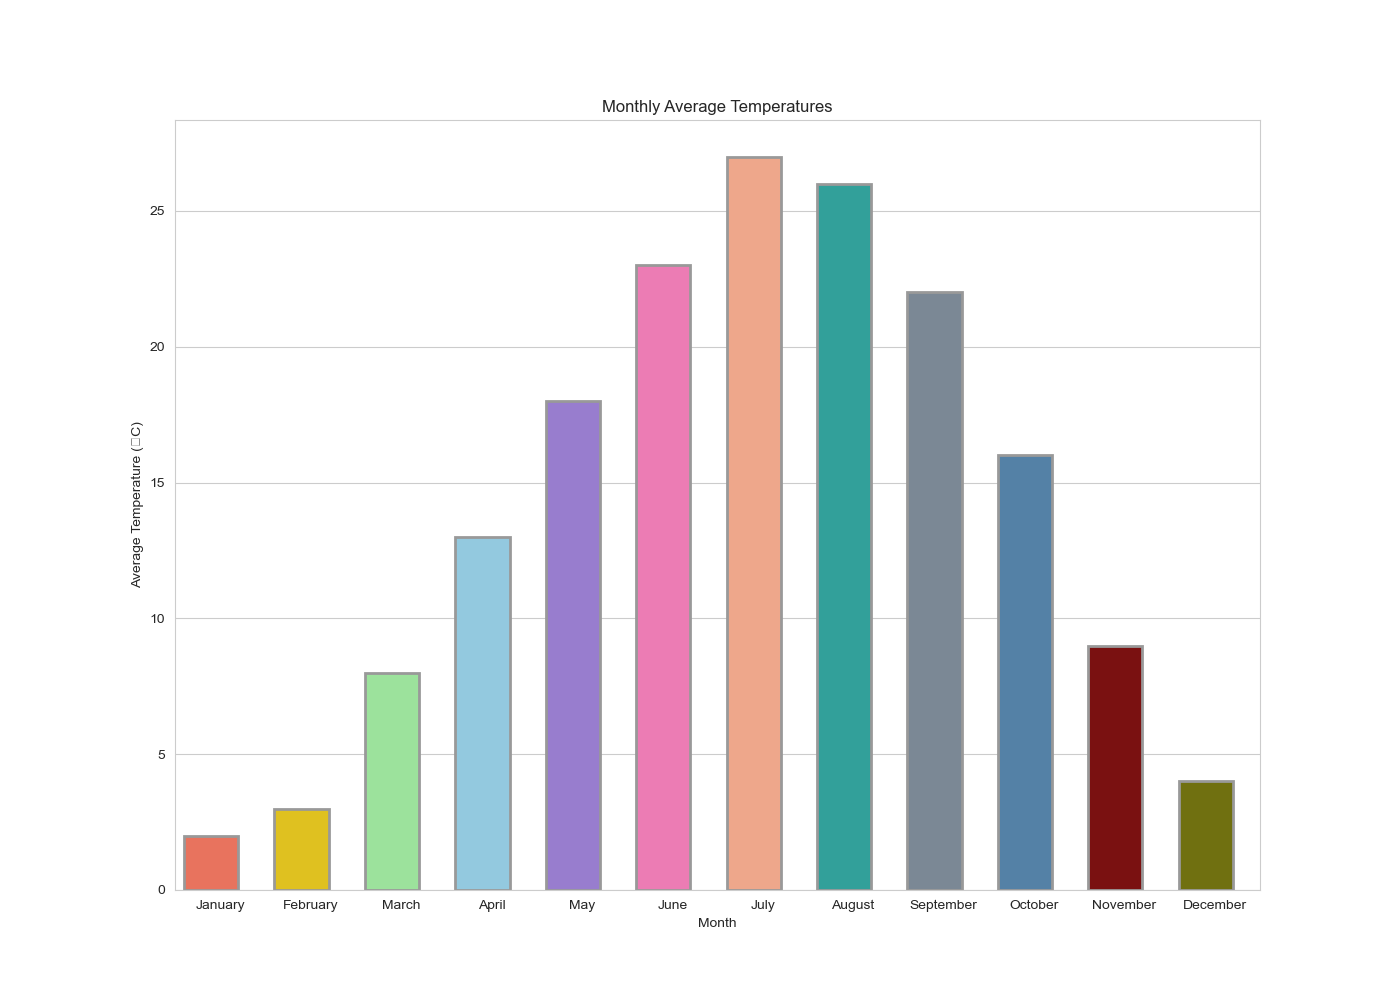 Monthly Average Temperatures
Average Temperature (□C)
25
20
15
10
5
0
January February March April May June July August September October November December
Month